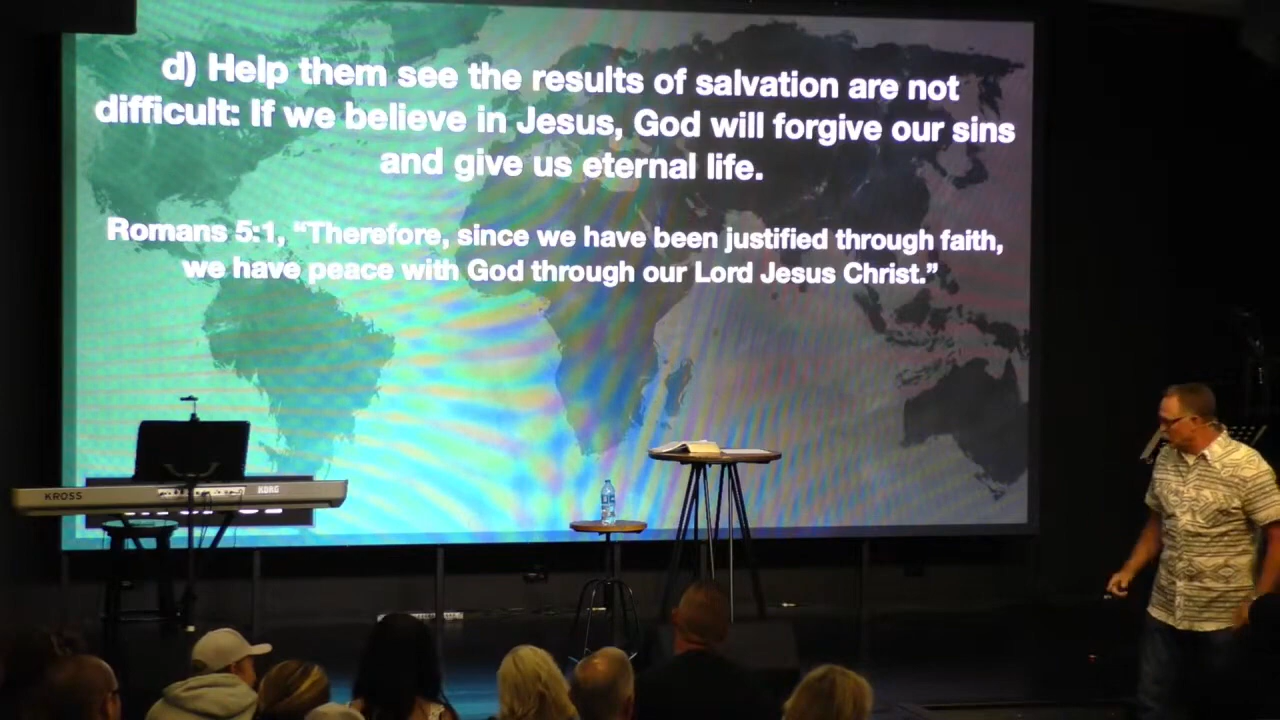 d) Help them see the results of salvation are not
difficult: If we believe in Jesus, God will forgive our sins
and give us eternal life.
Romans 5:1, “Therefore, since we have been justified through faith,
we have peace with God through our Lord Jesus Christ.”
KROSS
KORG